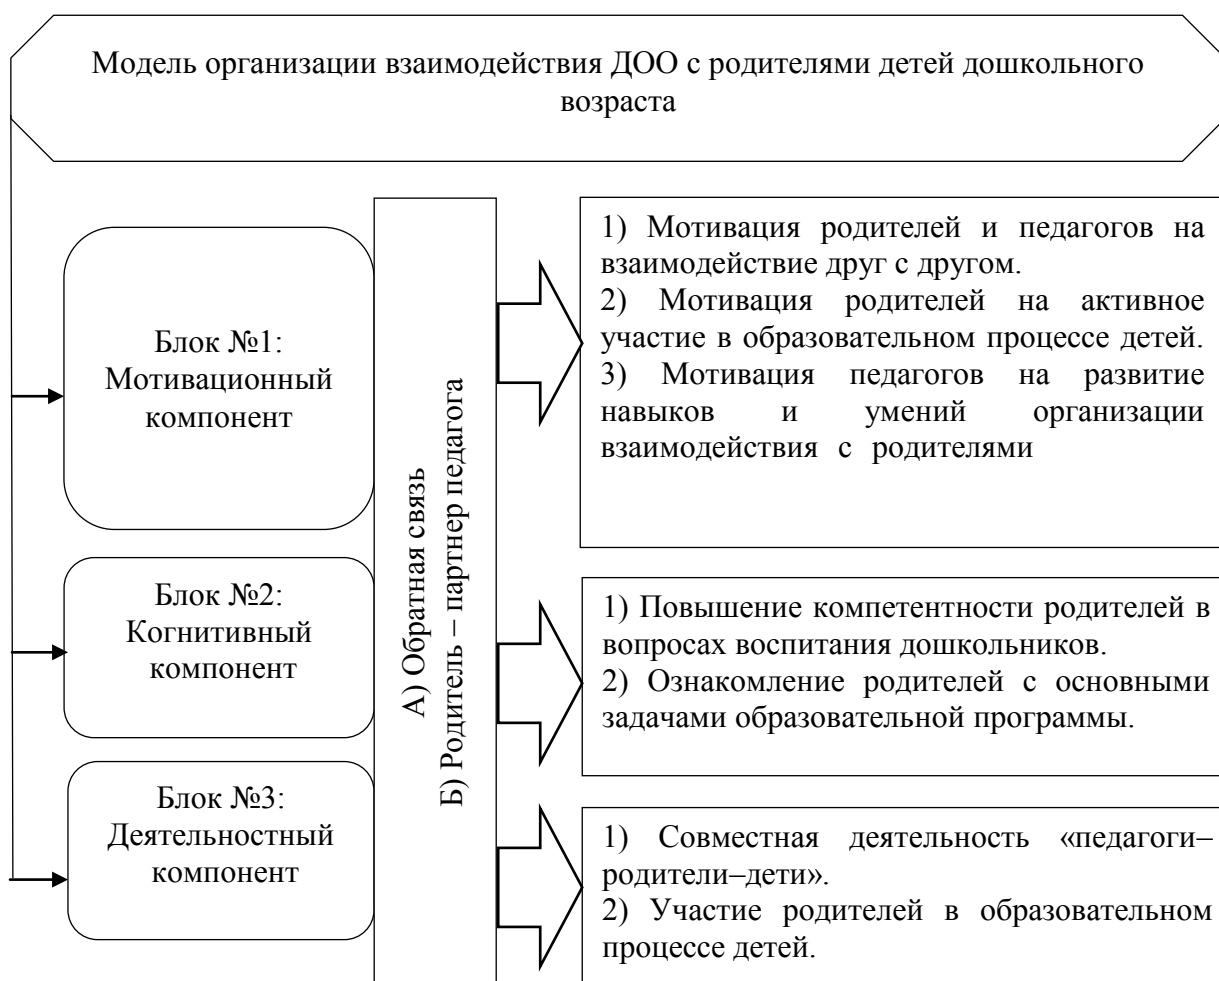 Модель организации взаимодействия ДОО с родителями детей дошкольного
возраста
Блок №1:
Мотивационный
компонент
Блок №2:
Когнитивный
компонент
Блок №3:
Деятельностный
компонент
А) Обратная связь
Б) Родитель – партнер педагога
1) Мотивация родителей и педагогов на
взаимодействие друг с другом.
2) Мотивация родителей на активное
участие в образовательном процессе детей.
3) Мотивация педагогов на развитие
навыков и умений организации
взаимодействия с родителями
1) Повышение компетентности родителей в
вопросах воспитания дошкольников.
2) Ознакомление родителей с основными
задачами образовательной программы.
1) Совместная деятельность «педагоги–
родители–дети».
2) Участие родителей в образовательном
процессе детей.